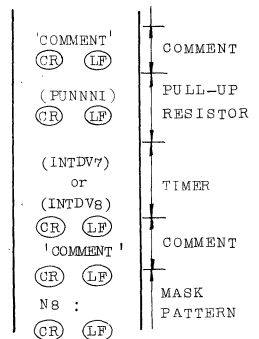 'COMMENT'
CR LF
COMMENT
(PUNNNI)
CR LF
PULL-UP
RESISTOR
(INTDV7)
or
(INTDV8)
CR LF
TIMER
'COMMENT'
CR LF
COMMENT
N8 :
CR LF
MASK
PATTERN